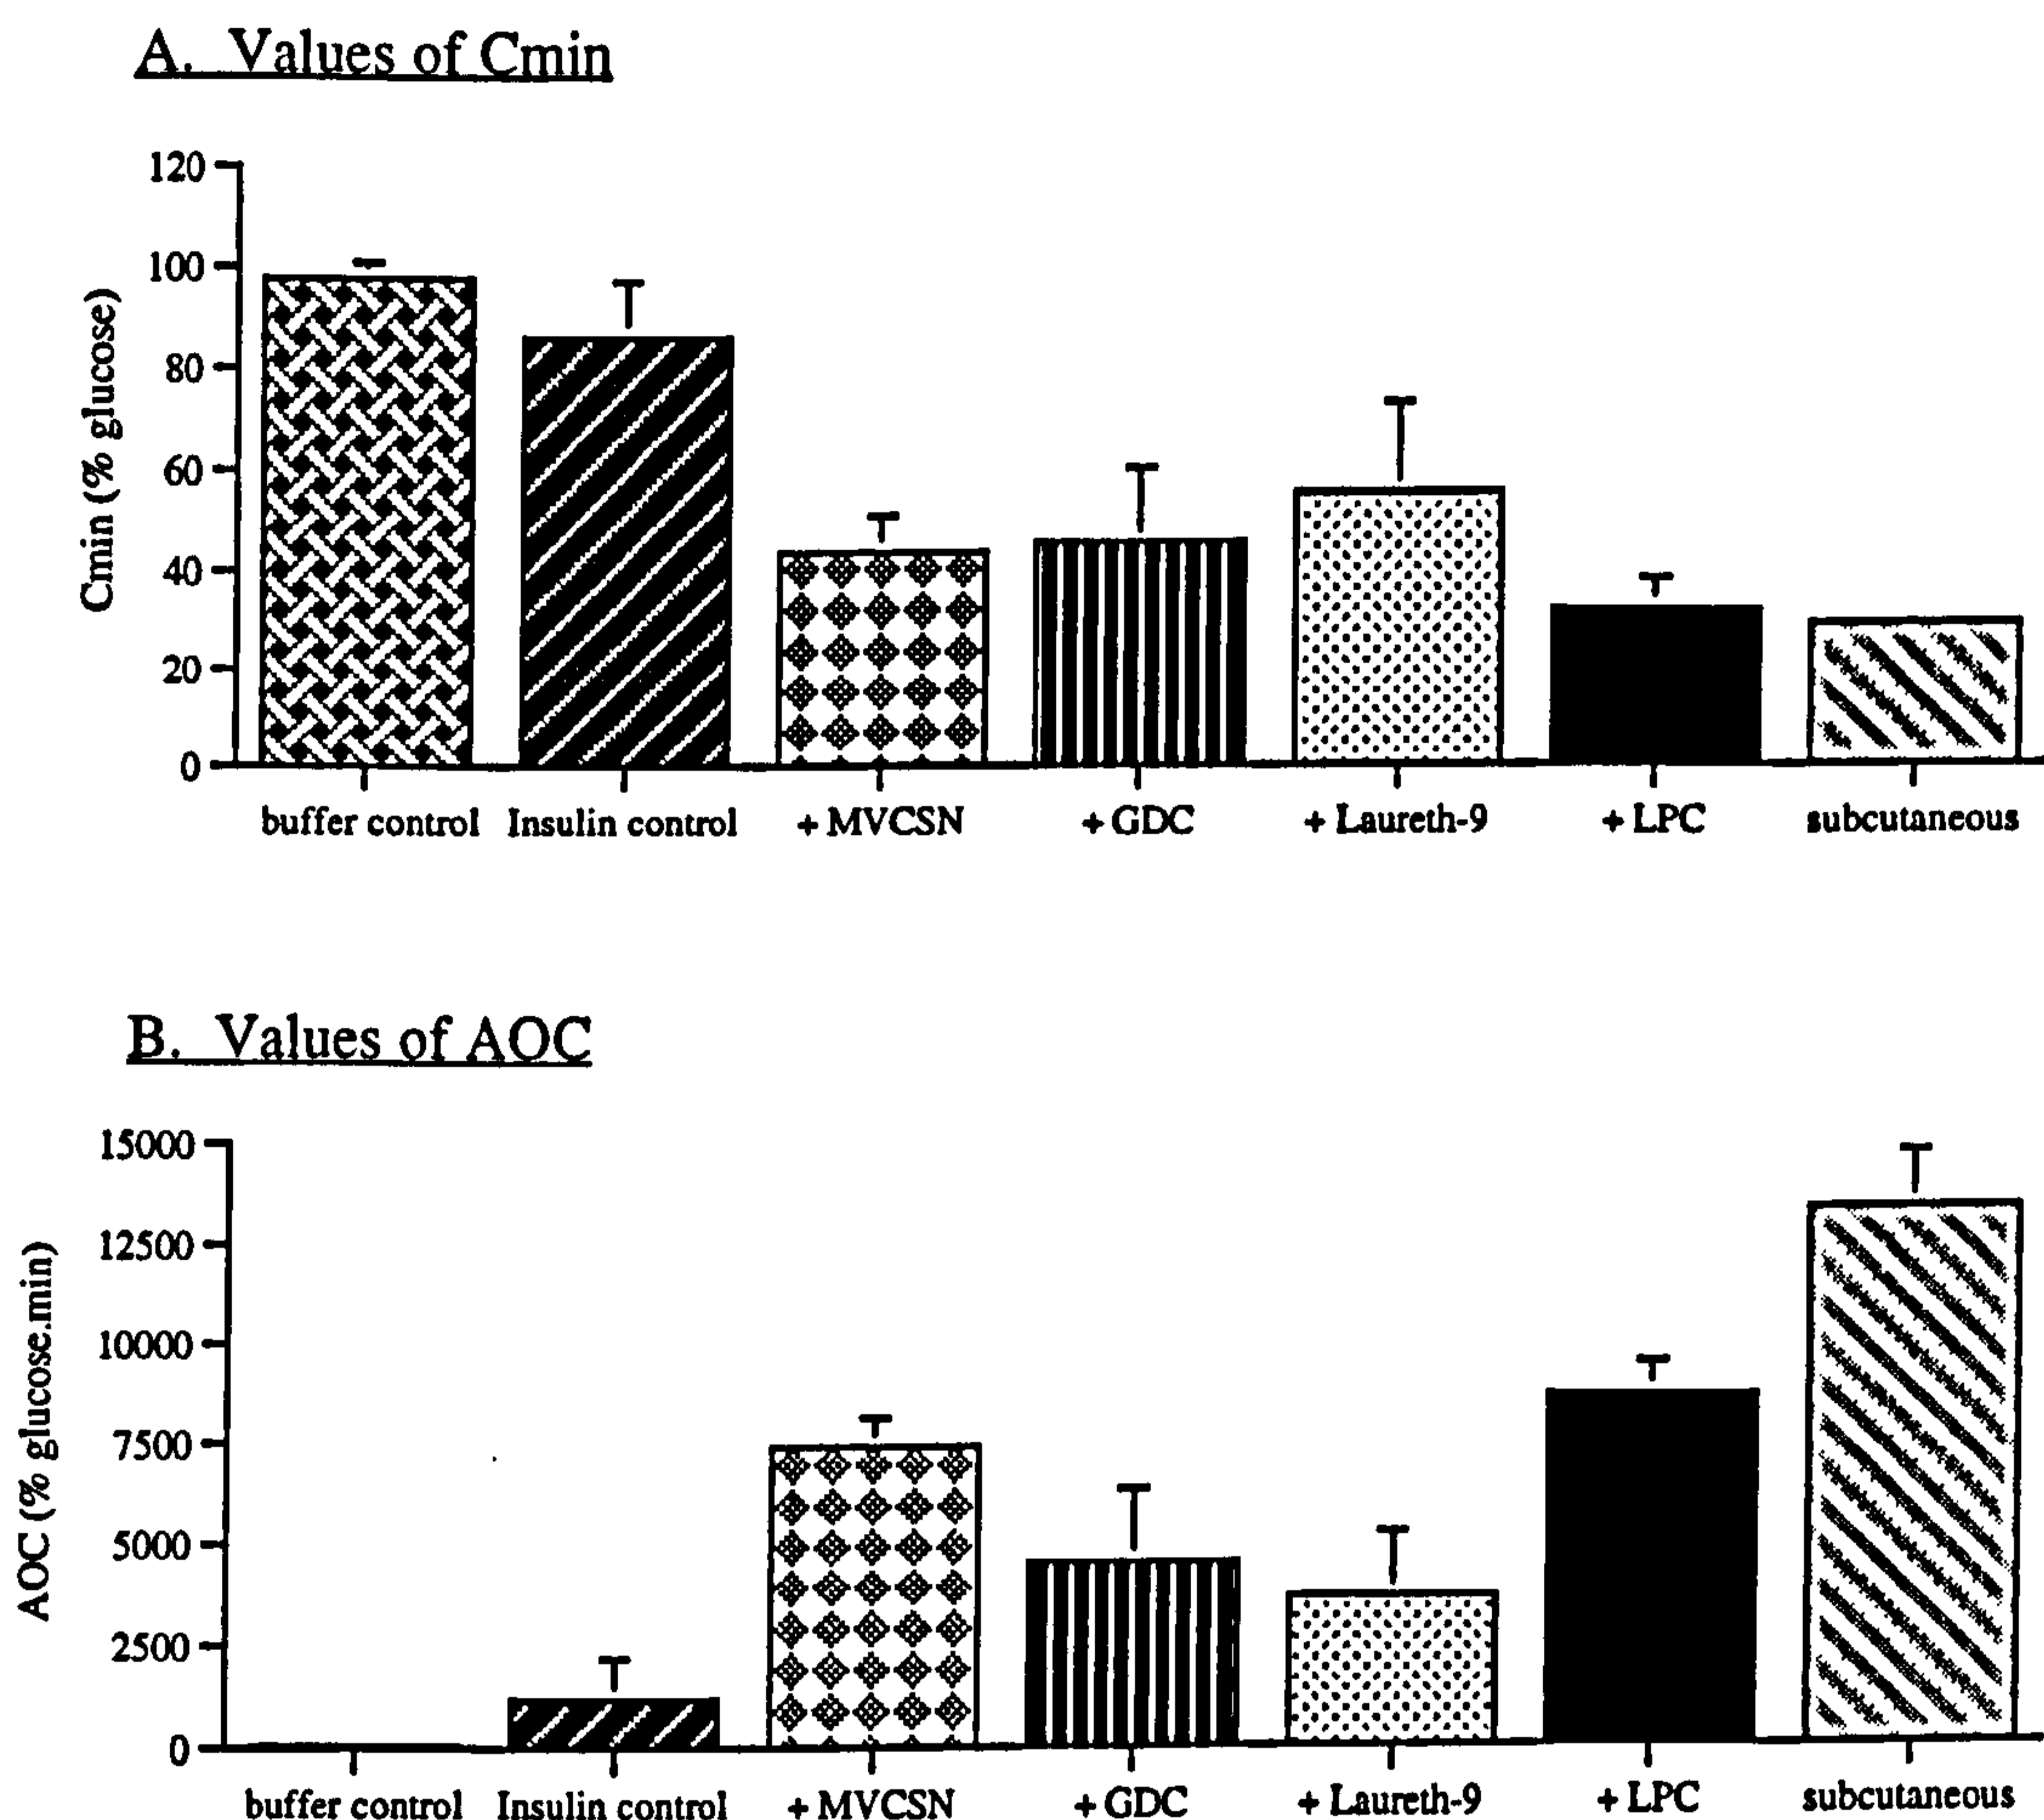 A. Values of Cmin
Cmin (% glucose)
120
100
80
60
40
20
0
buffer control Insulin control + MVCSN + GDC + Laureth-9 + LPC subcutaneous
B. Values of AOC
AOC (% glucose.min)
15000
12500
10000
7500
5000
2500
0
buffer control Insulin control + MVCSN + GDC + Laureth-9 + LPC subcutaneous